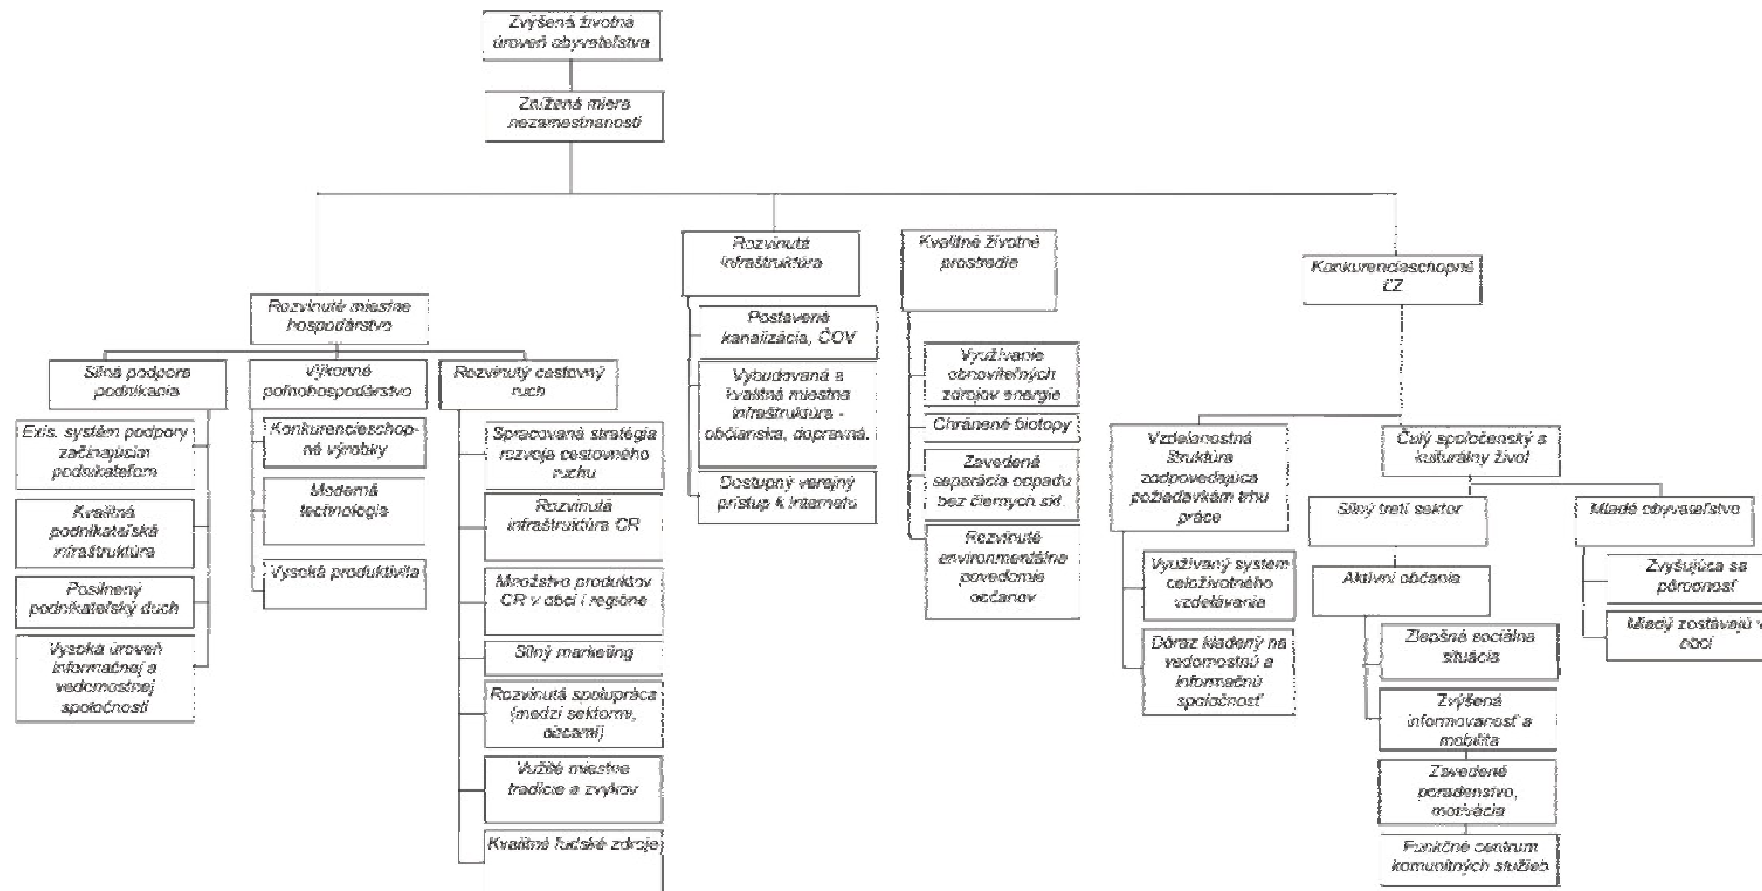 Zvýšená životná
úroveň obyvateľstva
Znížená miera
nezamestnanosti
Rozvinuté miestne
hospodárstvo
Silná podpora
podnikania
Exis. systém podpory
začínajúcim
podnikateľom
Kvalitná
podnikateľská
infraštruktúra
Posilnený
podnikateľský duch
Vysoká úroveň
informačnej a
vedomostnej
spoločnosti
Výkonné
poľnohospodárstvo
Konkurencieschop-
né výrobky
Moderná
technologia
Vysoká produktivita
Rozvinutý cestovný
ruch
Spracovaná stratégia
rozvoja cestovného
ruchu
Rozvinutá
infraštruktúra CR
Množstvo produktov
CR v obci i regióne
Silný marketing
Rozvinutá spolupráca
(medzi sektormi,
obcami)
Vužité miestne
tradície a zvykov
Kvalitné ľudské zdroje
Rozvinutá
infraštruktúra
Postavená
kanalizácia, ČOV
Vybudovaná a
kvalitná miestna
infraštruktúra -
občianska, dopravná.
Dostupný verejný
prístup k internetu
Kvalitné životné
prostredie
Využívanie
obnoviteľných
zdrojov energie
Chránené biotopy
Zavedená
separácia odpadu
bez čiernych skl.
Rozvinuté
environmentálne
povedomie
občanov
Konkurencieschopné
ĽZ
Vzdelanostná
štruktúra
zodpovedajúca
požiadavkám trhu
práce
Využívaný systém
celoživotného
vzdelávania
Dôraz kladený na
vedomostnú a
informačnú
spoločnosť
Čulý spoločenský a
kultúrálny život
Silný tretí sektor
Aktívni občania
Zlepšná sociálna
situácia
Zvýšená
informovanosť a
mobilita
Zavedené
poradenstvo,
motivácia
Funkčné centrum
komunitných služieb
Mladé obyvateľstvo
Zvyšujúca sa
pôrodnosť
Mladý zostávajú v
obci